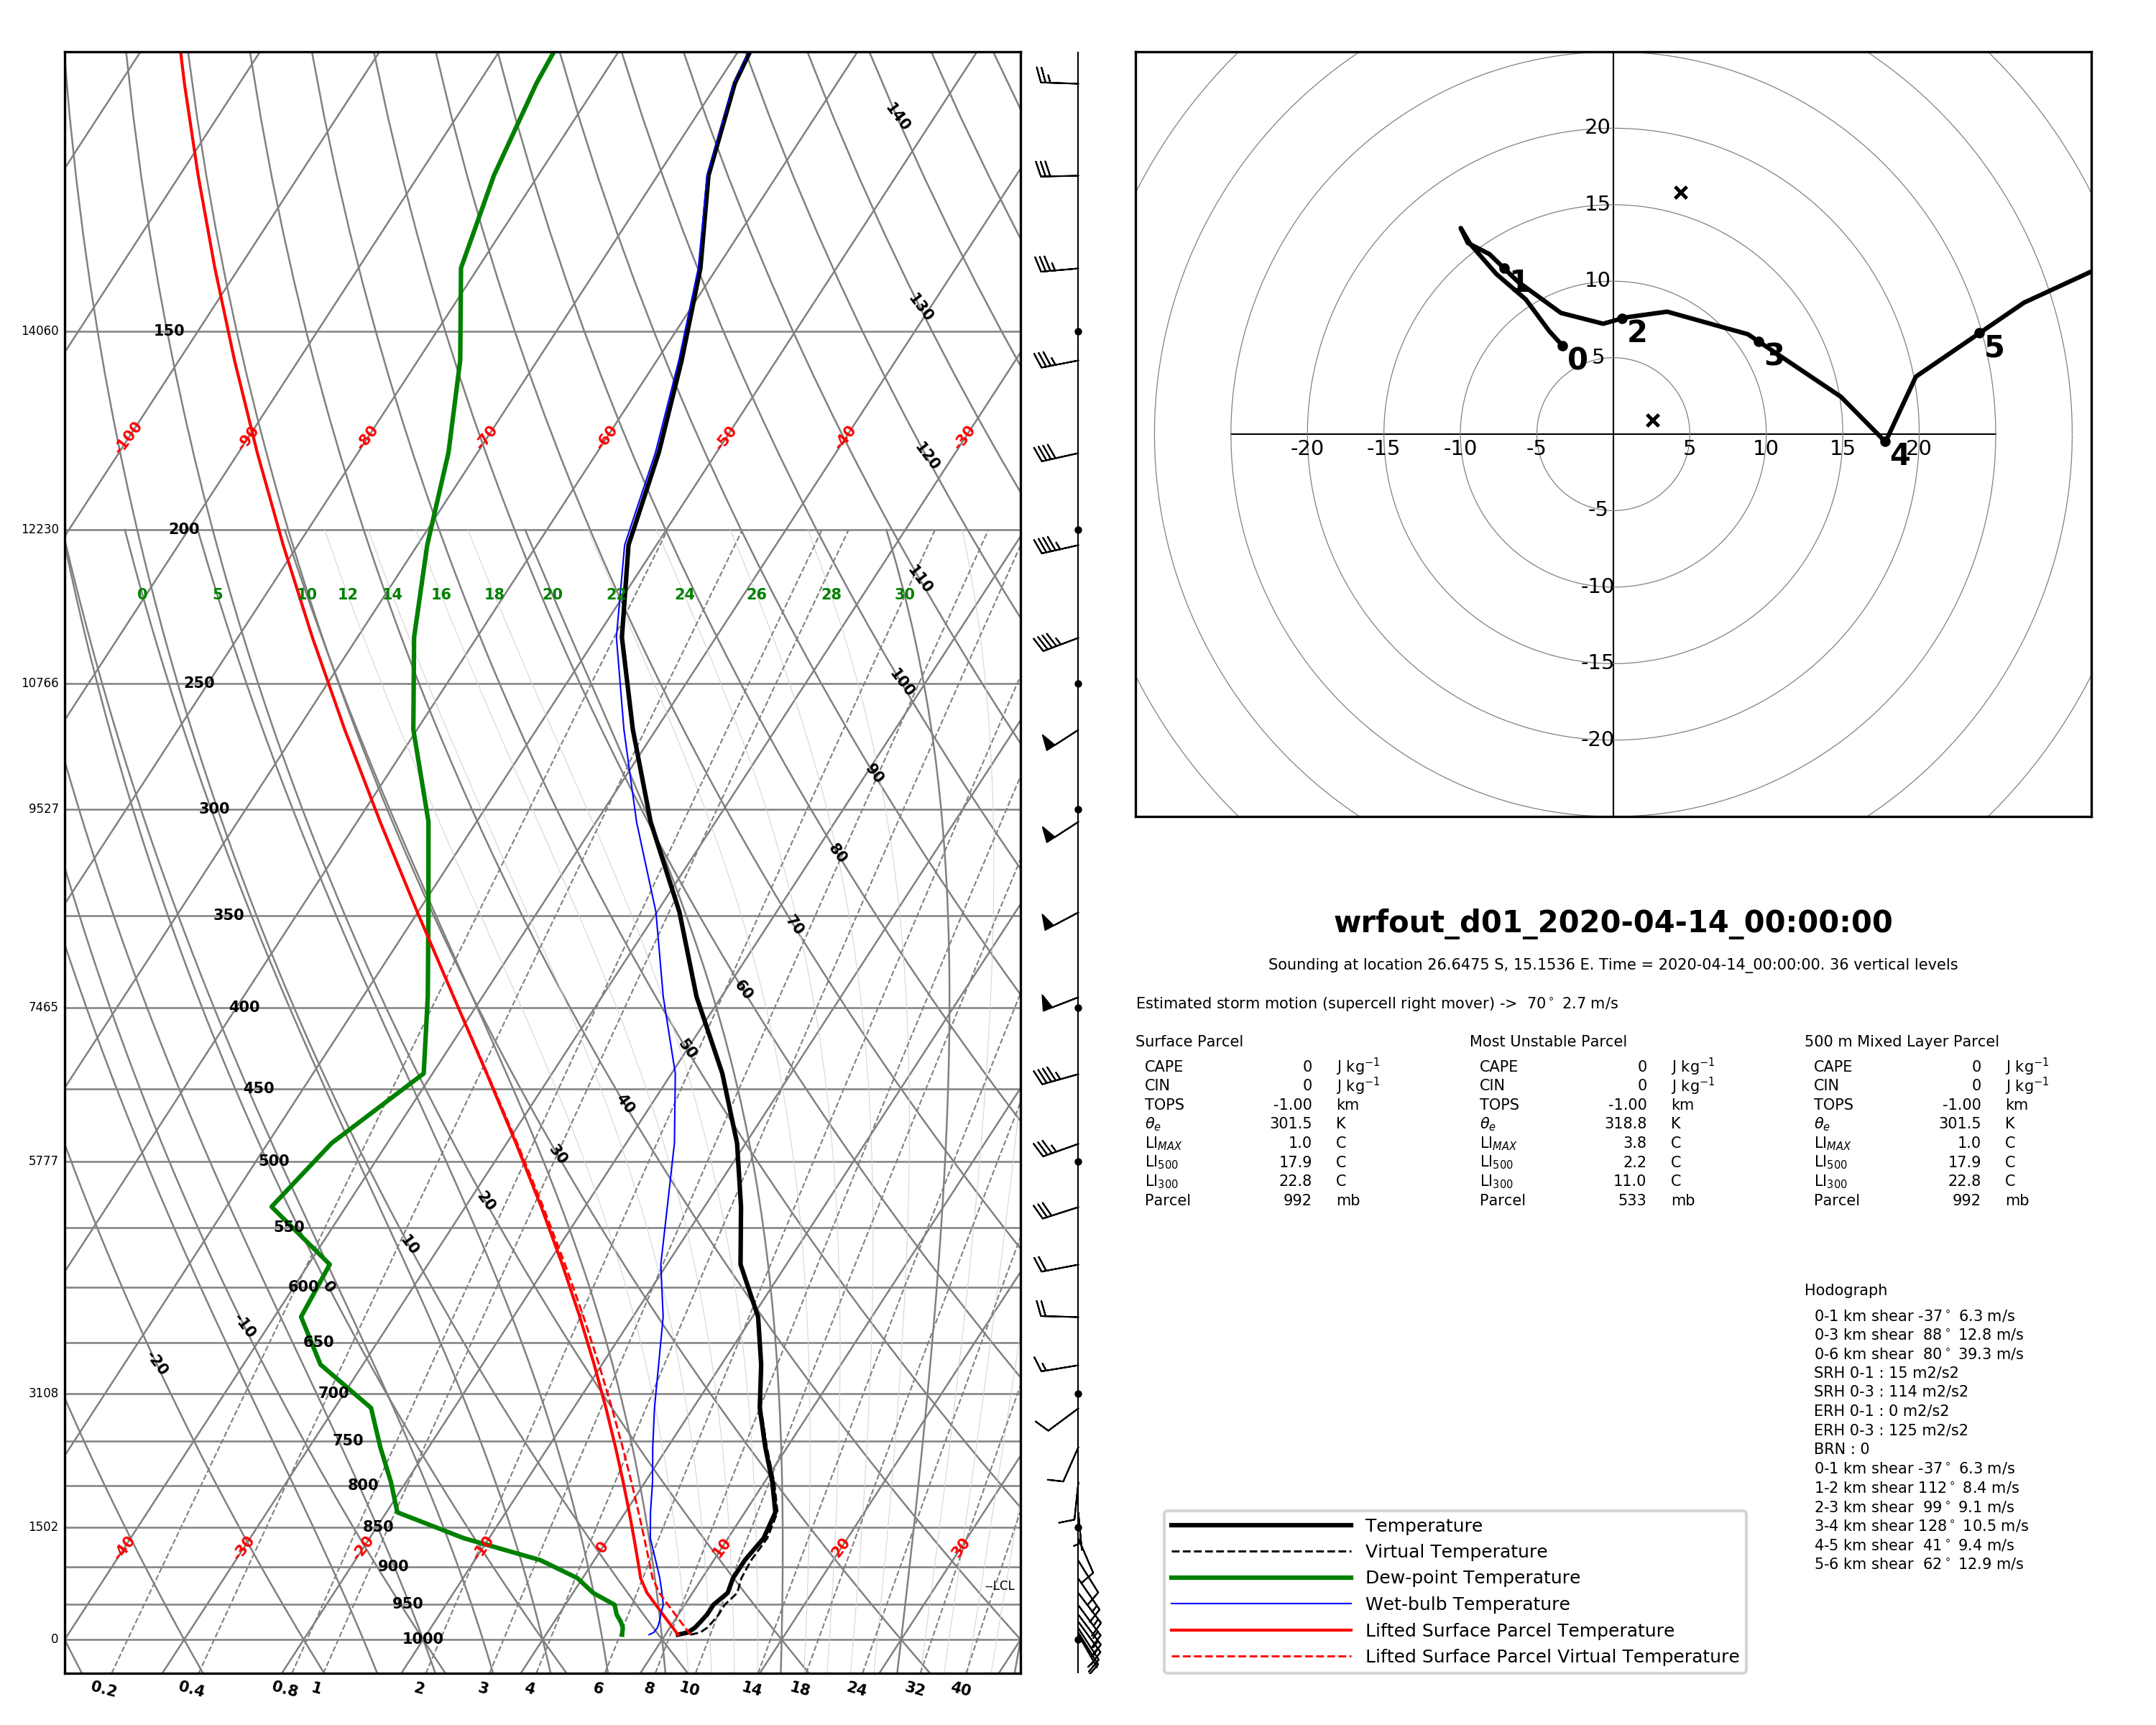 140
130
14060 150
-100 -90 -80 -70 -60 -50 -40 -30
120
12230 200
110
0 5 10 12 14 16 18 20 22 24 26 28 30
10766 250
100
90
9527 300
80
350
70
7465 400
60
50
450
40
5777 500
30
20
550
10
600 0
-10
650
-20
3108 700
750
800
1502 850
-40 -30 -20 -10 0 10 20 30
900
--LCL
950
0 1000
0.2 0.4 0.8 1 2 3 4 6 8 10 14 18 24 32 40
20
15
10
5
-20 -15 -10 -5 5 10 15 20
-5
-10
-15
-20
0 1 2 3 4 5
wrfout_d01_2020-04-14_00:00:00
Sounding at location 26.6475 S, 15.1536 E. Time = 2020-04-14_00:00:00. 36 vertical levels
Estimated storm motion (supercell right mover) -> 70° 2.7 m/s
Surface Parcel
CAPE 0 J kg⁻¹
CIN 0 J kg⁻¹
TOPS -1.00 km
θe 301.5 K
LIMAX 1.0 C
LI500 17.9 C
LI300 22.8 C
Parcel 992 mb
Most Unstable Parcel
CAPE 0 J kg⁻¹
CIN 0 J kg⁻¹
TOPS -1.00 km
θe 318.8 K
LIMAX 3.8 C
LI500 2.2 C
LI300 11.0 C
Parcel 533 mb
500 m Mixed Layer Parcel
CAPE 0 J kg⁻¹
CIN 0 J kg⁻¹
TOPS -1.00 km
θe 301.5 K
LIMAX 1.0 C
LI500 17.9 C
LI300 22.8 C
Parcel 992 mb
Hodograph
0-1 km shear -37° 6.3 m/s
0-3 km shear 88° 12.8 m/s
0-6 km shear 80° 39.3 m/s
SRH 0-1 : 15 m2/s2
SRH 0-3 : 114 m2/s2
ERH 0-1 : 0 m2/s2
ERH 0-3 : 125 m2/s2
BRN : 0
0-1 km shear -37° 6.3 m/s
1-2 km shear 112° 8.4 m/s
2-3 km shear 99° 9.1 m/s
3-4 km shear 128° 10.5 m/s
4-5 km shear 41° 9.4 m/s
5-6 km shear 62° 12.9 m/s
Temperature
Virtual Temperature
Dew-point Temperature
Wet-bulb Temperature
Lifted Surface Parcel Temperature
Lifted Surface Parcel Virtual Temperature